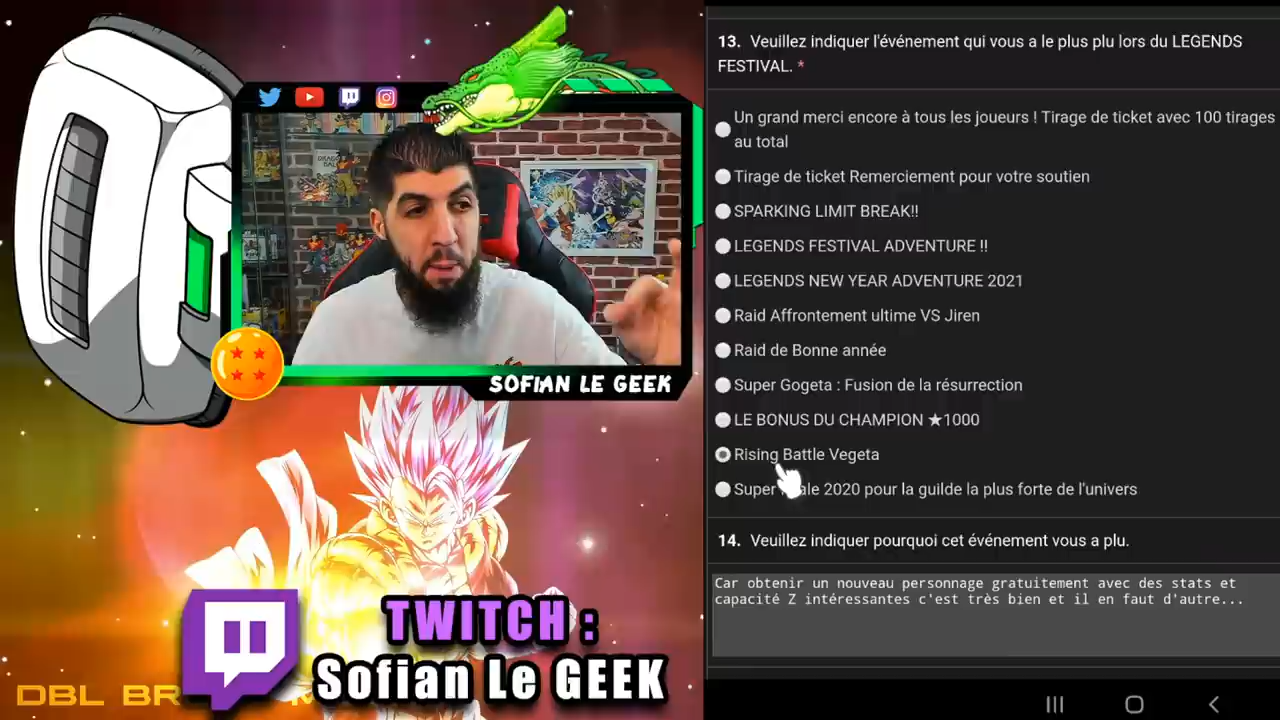 SOFIAN LE GEEK
TWITCH :
Sofian Le GEEK
DBL BR
13. Veuillez indiquer l'événement qui vous a le plus plu lors du LEGENDS
FESTIVAL. *
Un grand merci encore à tous les joueurs ! Tirage de ticket avec 100 tirages
au total
Tirage de ticket Remerciement pour votre soutien
SPARKING LIMIT BREAK!!
LEGENDS FESTIVAL ADVENTURE !!
LEGENDS NEW YEAR ADVENTURE 2021
Raid Affrontement ultime VS Jiren
Raid de Bonne année
Super Gogeta : Fusion de la résurrection
LE BONUS DU CHAMPION ★1000
Rising Battle Vegeta
Super 2020 pour la guilde la plus forte de l'univers
14. Veuillez indiquer pourquoi cet événement vous a plu.
Car obtenir un nouveau personnage gratuitement avec des stats et
capacité Z intéressantes c'est très bien et il en faut d'autre...